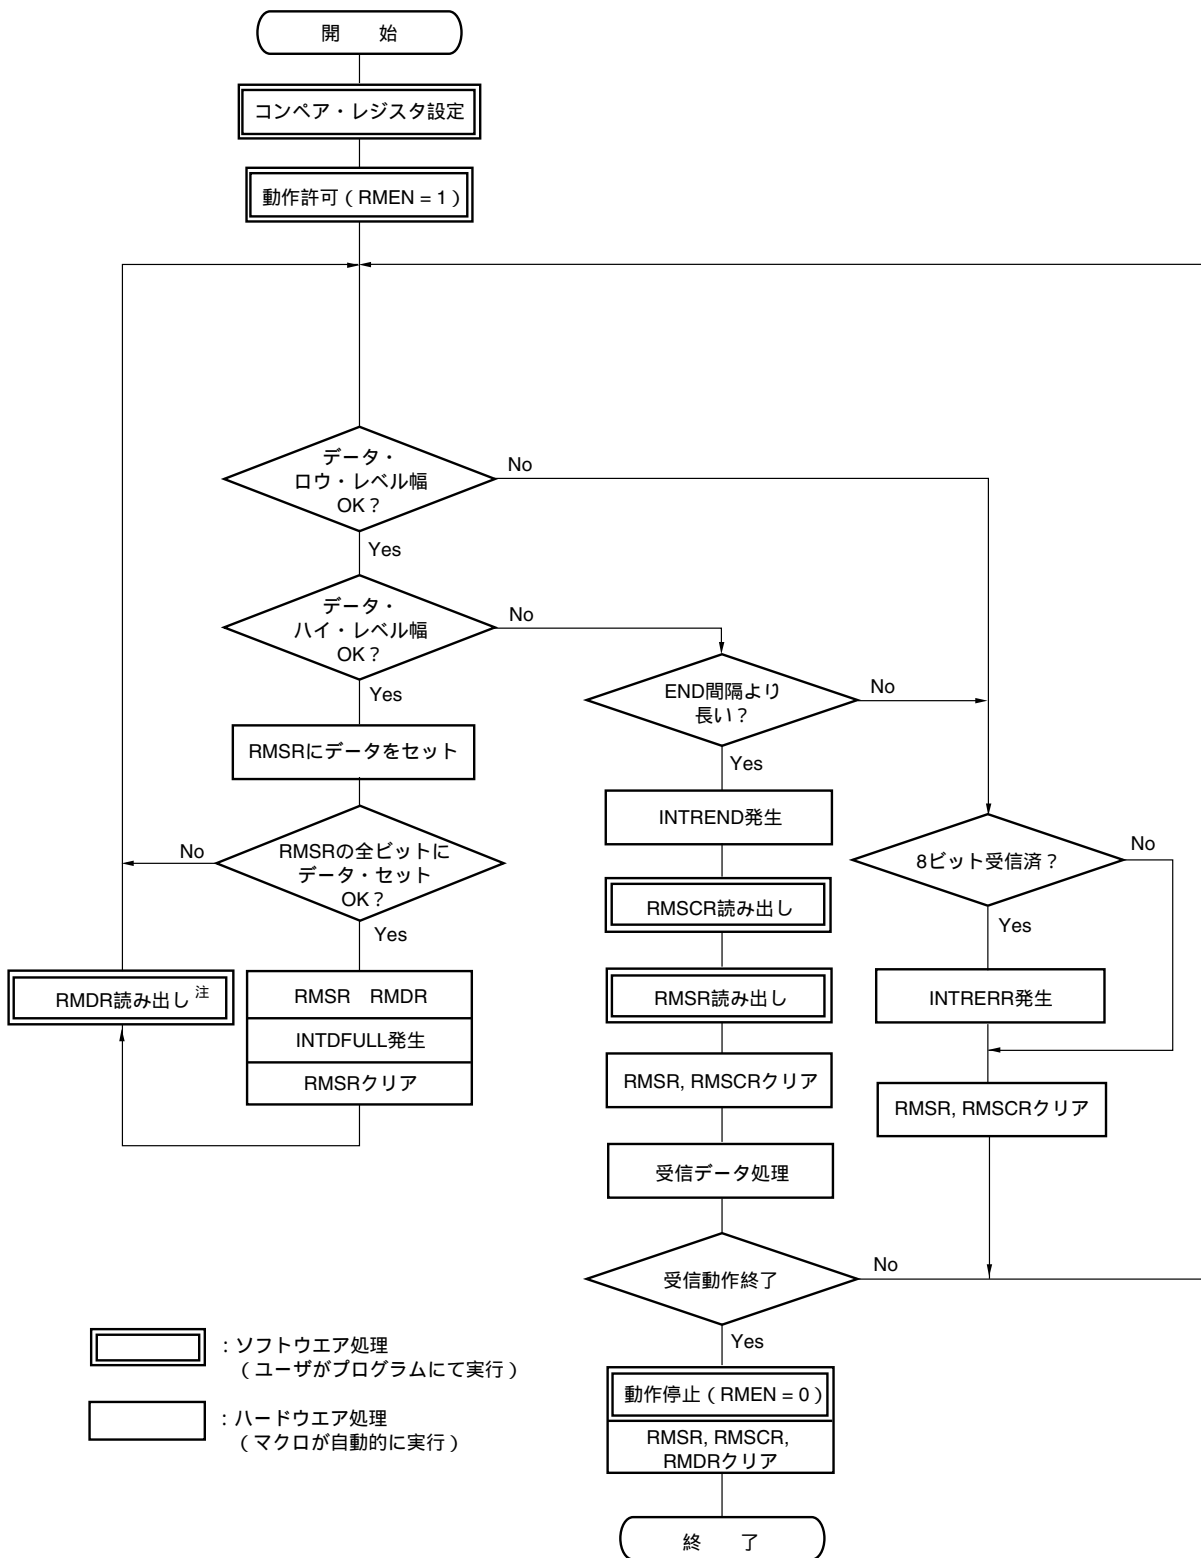 開 始
コンペア・レジスタ設定
動作許可（RMEN = 1）
データ・
ロウ・レベル幅
OK？
No
Yes
データ・
ハイ・レベル幅
OK？
No
Yes
END間隔より
長い？
No
Yes
RMSRにデータをセット
RMSRの全ビットに
データ・セット
OK？
No
Yes
RMDR読み出し 注
RMSR RMDR
INTDFULL発生
RMSRクリア
INTREND発生
RMSCR読み出し
RMSR読み出し
RMSR, RMSCRクリア
受信データ処理
受信動作終了
No
Yes
8ビット受信済？
No
Yes
INTRERR発生
RMSR, RMSCRクリア
動作停止（RMEN = 0）
RMSR, RMSCR,
RMDRクリア
終 了
：ソフトウエア処理
（ユーザがプログラムにて実行）
：ハードウエア処理
（マクロが自動的に実行）